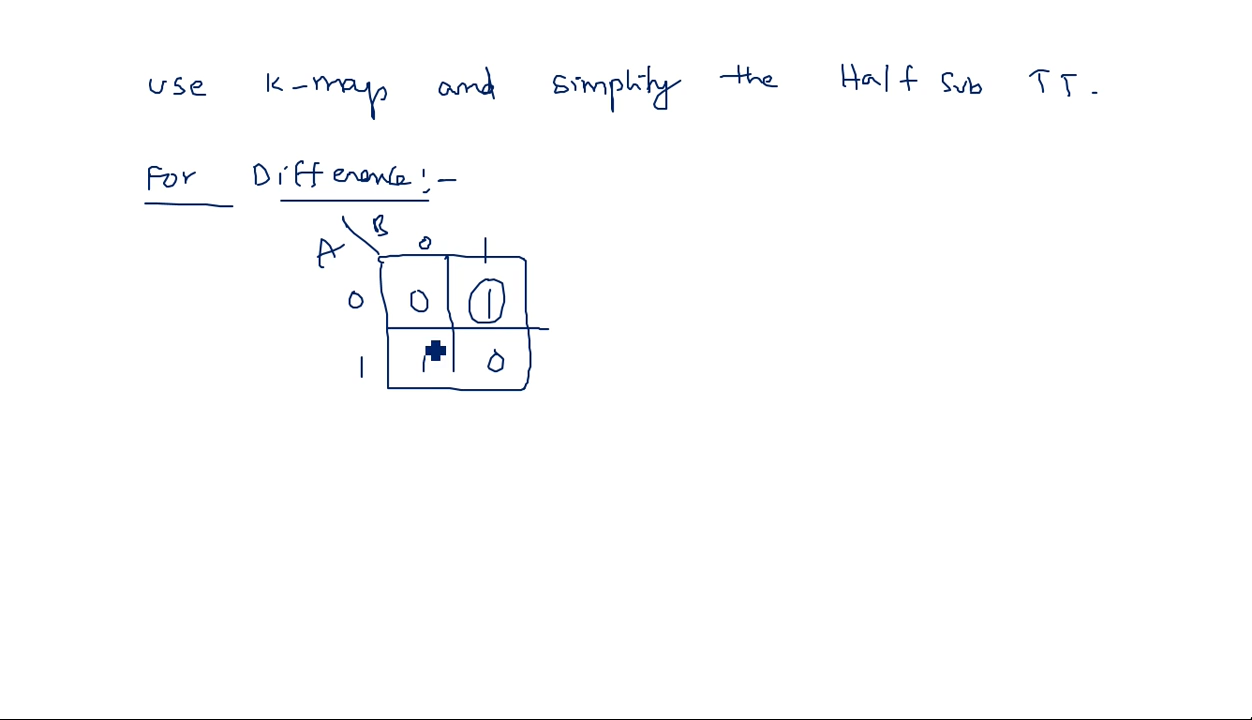 use k-map and simplify the Half Sub TT.
For Difference:-
A \ B 0 1
0 0 1
1 1 0